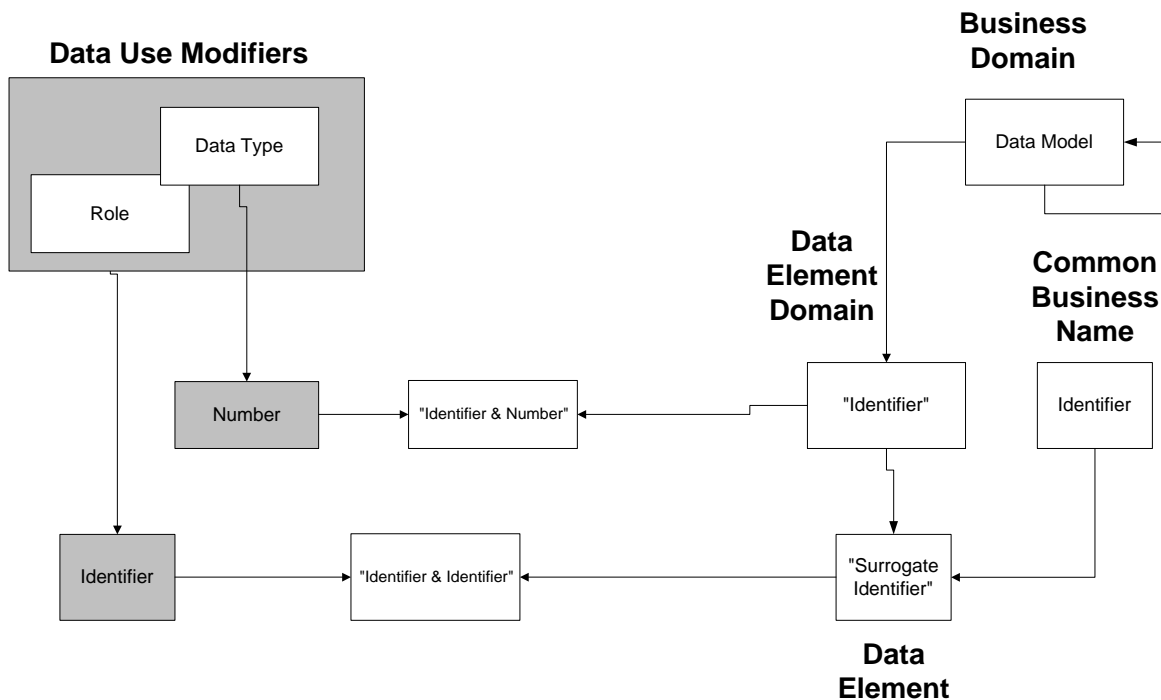 Data Use Modifiers
Business
Domain
Data Type
Role
Data Model
Data
Element
Domain
Common
Business
Name
Number
"Identifier & Number"
"Identifier"
Identifier
Identifier
"Identifier & Identifier"
"Surrogate
Identifier"
Data
Element